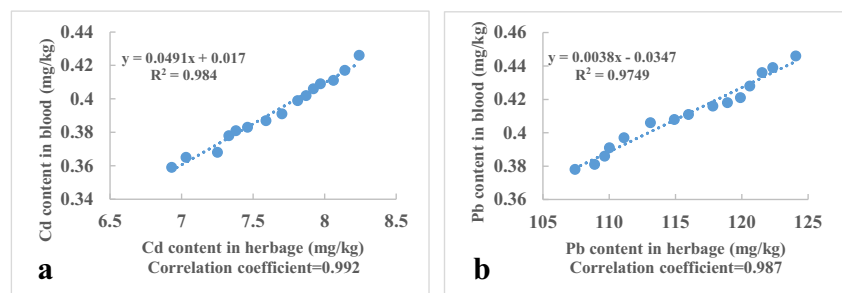 0.44
0.42
0.4
0.38
0.36
0.34
y = 0.0491x + 0.017
R² = 0.984
Cd content in blood (mg/kg)
6.5 7 7.5 8 8.5
Cd content in herbage (mg/kg)
Correlation coefficient=0.992
a
0.46
0.44
0.42
0.4
0.38
0.36
y = 0.0038x - 0.0347
R² = 0.9749
Pb content in blood (mg/kg)
105 110 115 120 125
Pb content in herbage (mg/kg)
Correlation coefficient=0.987
b